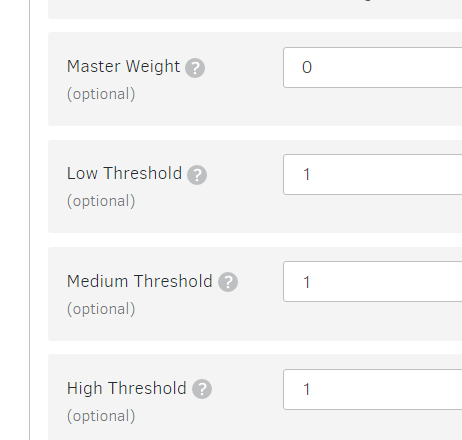 Master Weight ?
0
(optional)
Low Threshold ?
1
(optional)
Medium Threshold ?
1
(optional)
High Threshold ?
1
(optional)